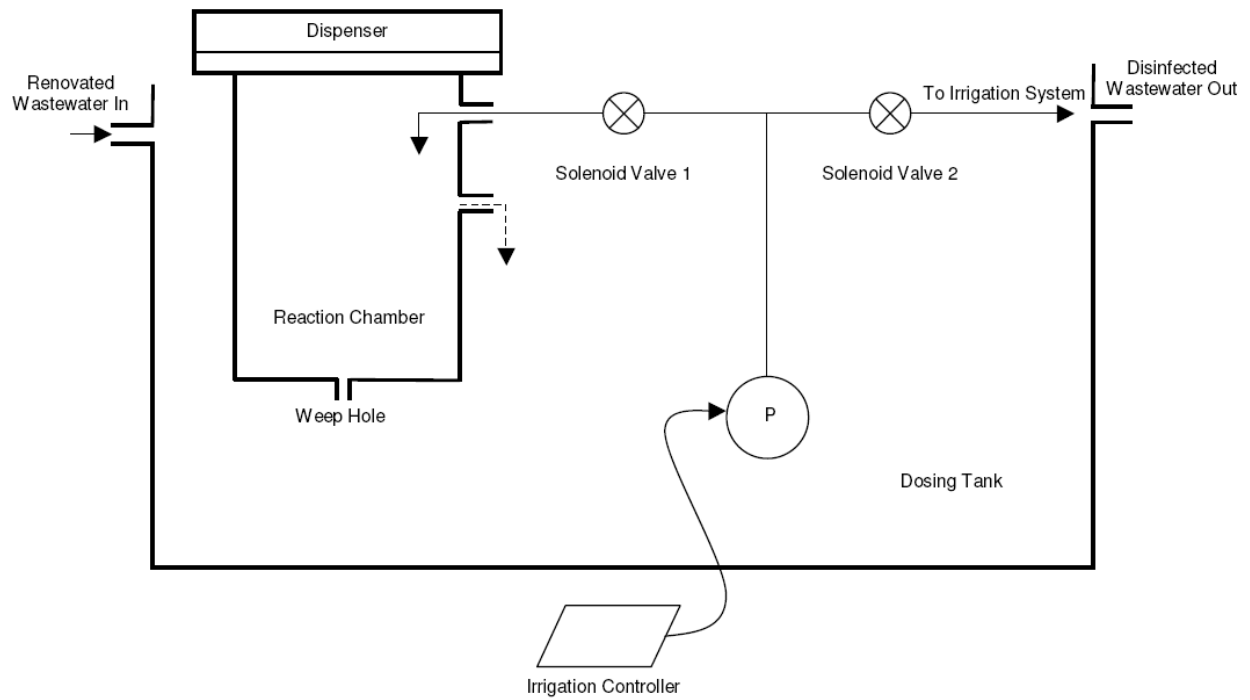 Dispenser
Renovated
Wastewater In
To Irrigation System
Disinfected
Wastewater Out
Solenoid Valve 1
Solenoid Valve 2
Reaction Chamber
Weep Hole
P
Dosing Tank
Irrigation Controller